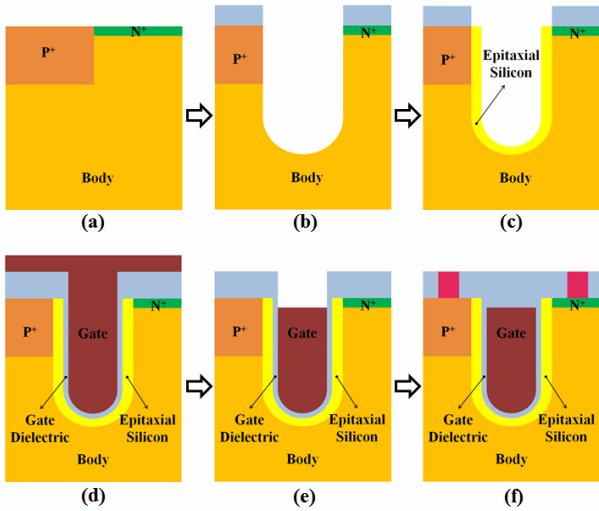 P+
N+
Body
(a)
P+
N+
Body
(b)
P+
N+
Epitaxial
Silicon
Body
(c)
P+
N+
Gate
Gate
Dielectric
Epitaxial
Silicon
Body
(d)
P+
N+
Gate
Gate
Dielectric
Epitaxial
Silicon
Body
(e)
P+
N+
Gate
Gate
Dielectric
Epitaxial
Silicon
Body
(f)